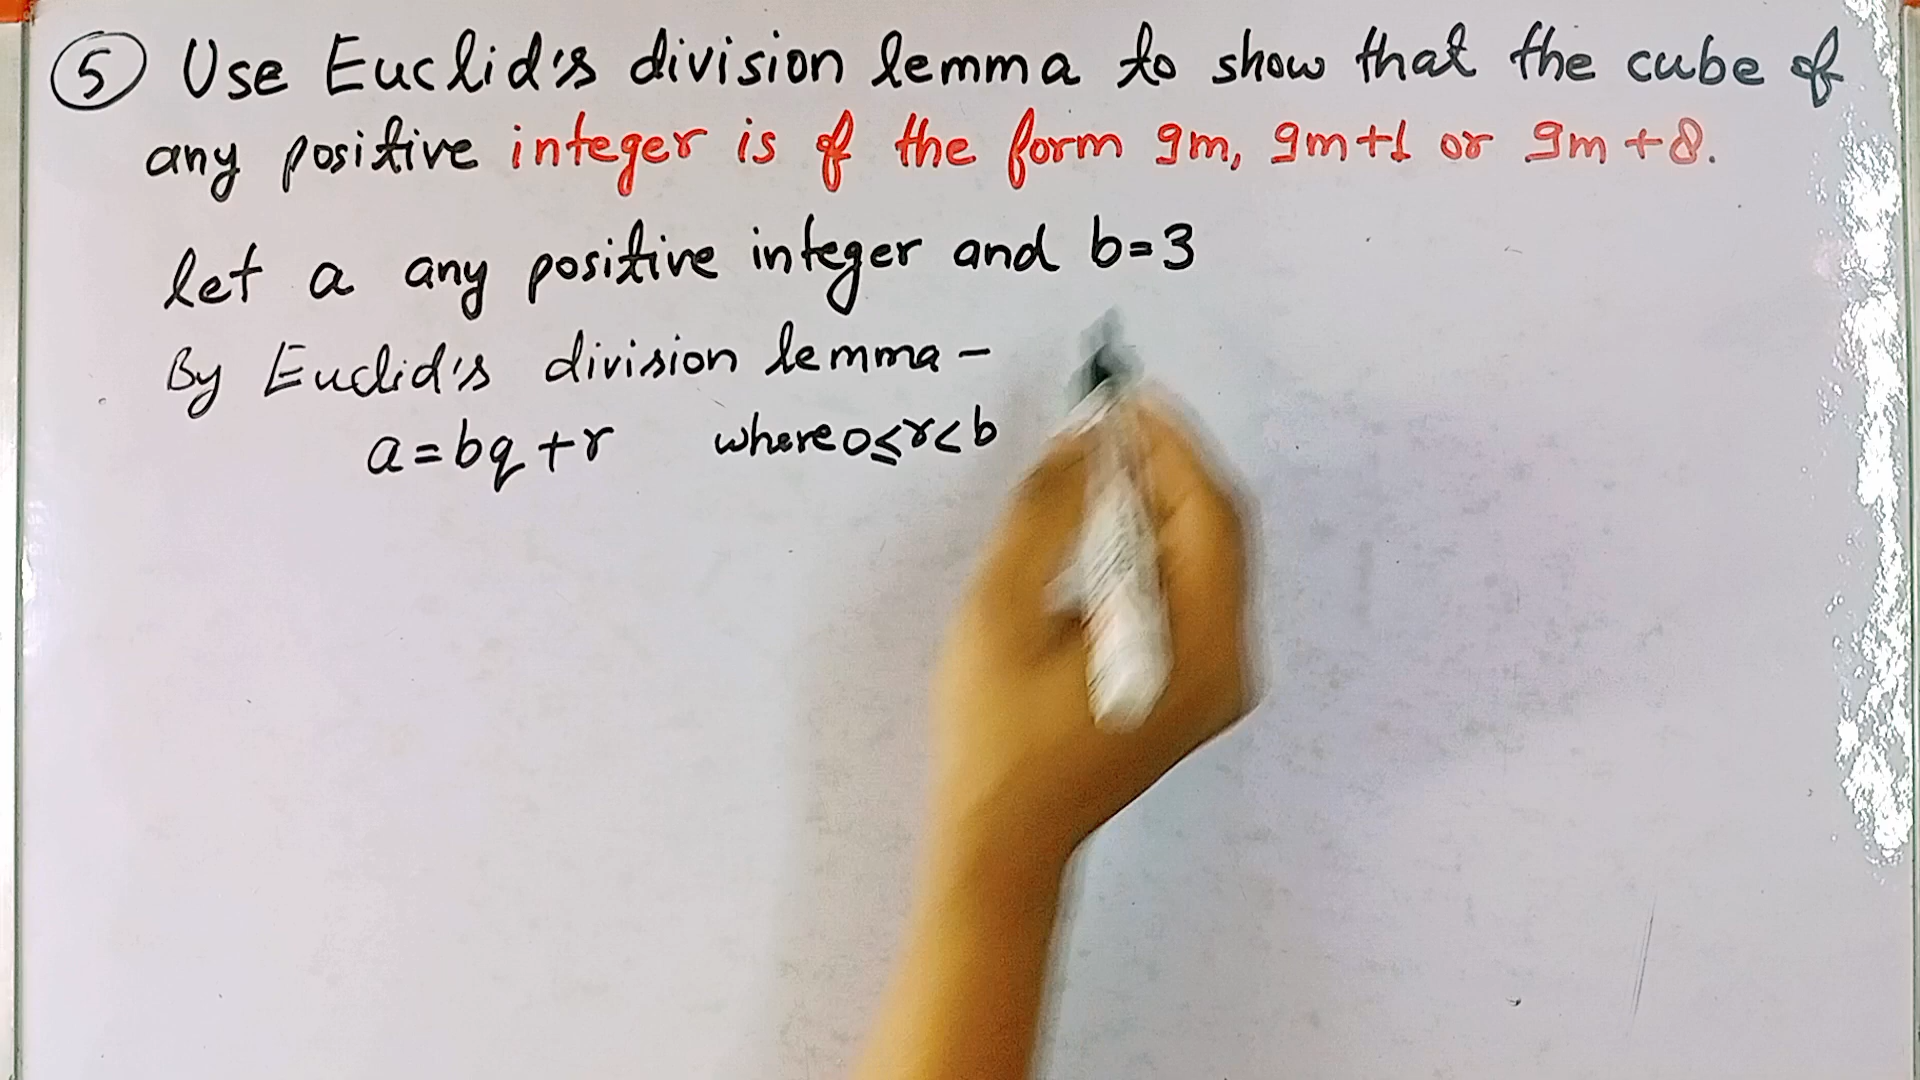 5 Use Euclid's division lemma to show that the cube of
any positive integer is of the form 9m, 9m+1 or 9m+8.
let a any positive integer and b=3
By Euclid's division lemma -
a=bq+r where 0≤r<b